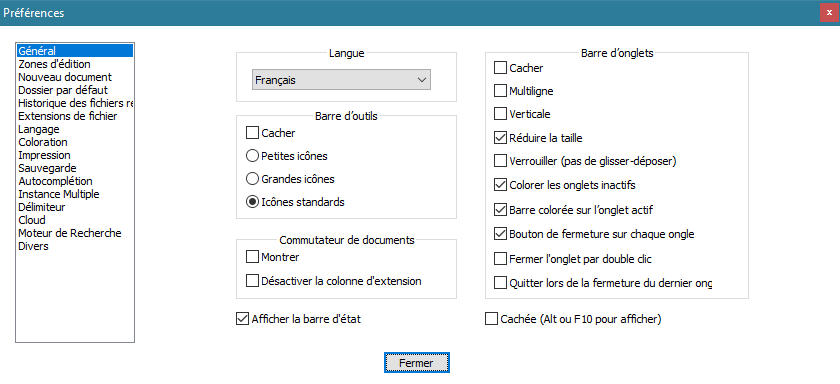 Préférences
x
Général
Zones d'édition
Nouveau document
Dossier par défaut
Historique des fichiers re
Extensions de fichier
Langage
Coloration
Impression
Sauvegarde
Autocomplétion
Instance Multiple
Délimiteur
Cloud
Moteur de Recherche
Divers
Langue
Français
Barre d'outils
Cacher
Petites icônes
Grandes icônes
Icônes standards
Commutateur de documents
Montrer
Désactiver la colonne d'extension
Afficher la barre d'état
Barre d'onglets
Cacher
Multiligne
Verticale
Réduire la taille
Verrouiller (pas de glisser-déposer)
Colorer les onglets inactifs
Barre colorée sur l'onglet actif
Bouton de fermeture sur chaque ongle
Fermer l'onglet par double clic
Quitter lors de la fermeture du dernier ong
Cachée (Alt ou F10 pour afficher)
Fermer